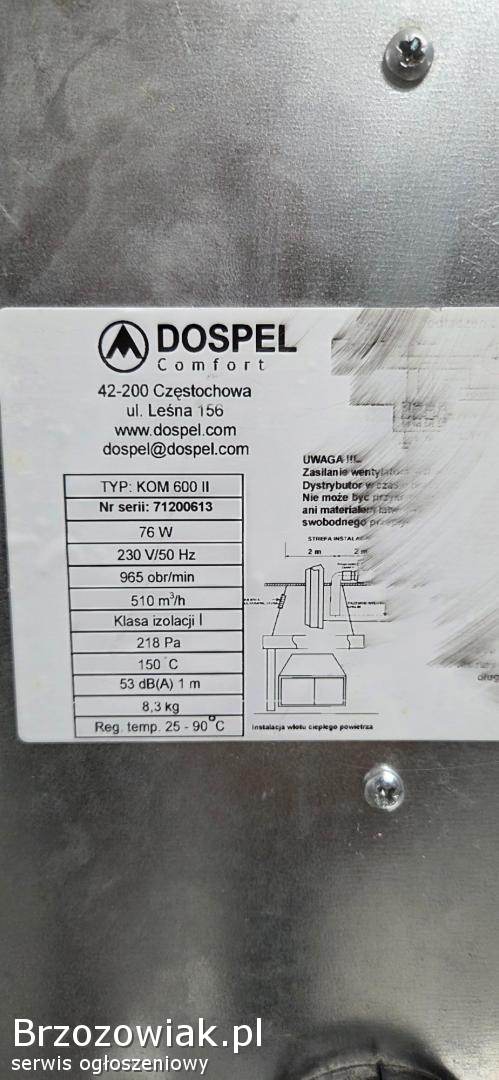 DOSPEL
Comfort
42-200 Częstochowa
ul. Leśna 156
www.dospel.com
dospel@dospel.com
TYP: KOM 600 II
Nr serii: 71200613
76 W
230 V/50 Hz
965 obr/min
510 m³/h
Klasa izolacji I
218 Pa
150 °C
53 dB(A) 1 m
8,3 kg
Reg. temp. 25 - 90°C
UWAGA !!!
Zasilanie
Dystrybutor w
Nie może być
ani materiałem
swobodnego
STREFA
2 m
2 m
Instalacja wlotu ciepłego powietrza
Brzozowiak.pl
serwis ogłoszeniowy